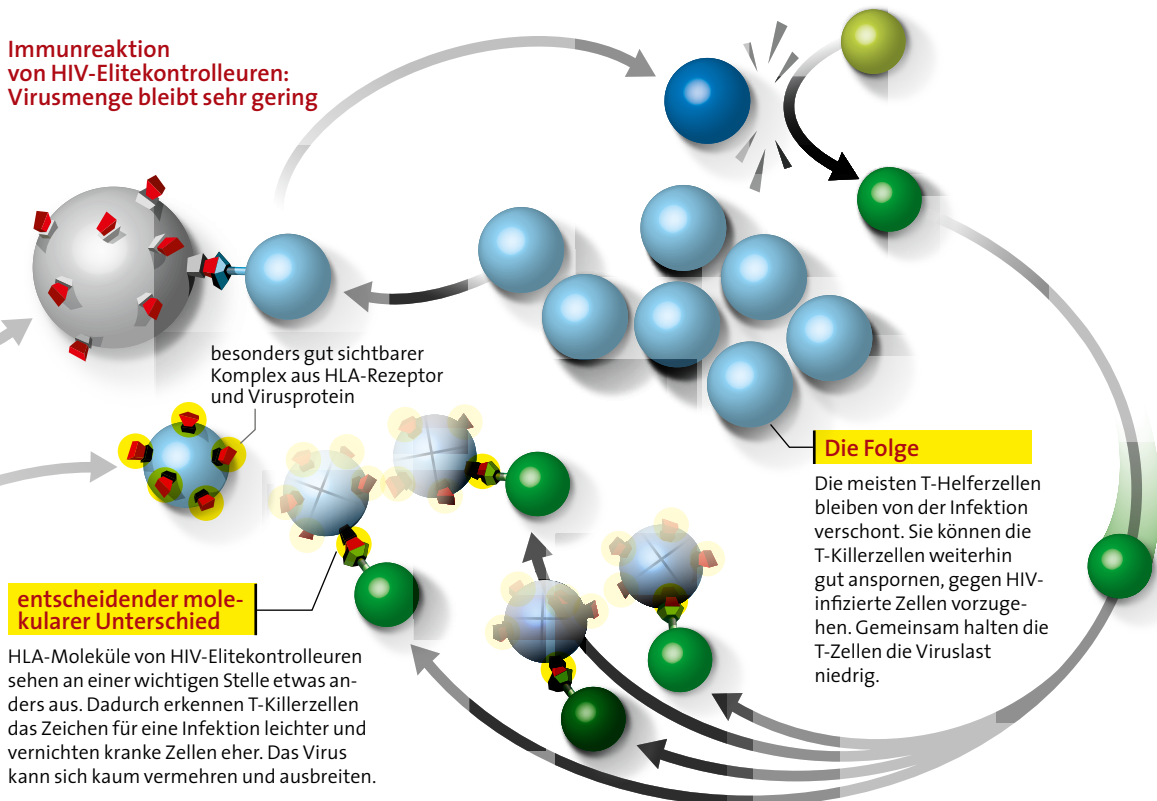 Immunreaktion
von HIV-Elitekontrolleuren:
Virusmenge bleibt sehr gering
besonders gut sichtbarer
Komplex aus HLA-Rezeptor
und Virusprotein
Die Folge
Die meisten T-Helferzellen
bleiben von der Infektion
verschont. Sie können die
T-Killerzellen weiterhin
gut anspornen, gegen HIV-
infizierte Zellen vorzuge-
hen. Gemeinsam halten die
T-Zellen die Viruslast
niedrig.
entscheidender mole-
kularer Unterschied
HLA-Moleküle von HIV-Elitekontrolleuren
sehen an einer wichtigen Stelle etwas an-
ders aus. Dadurch erkennen T-Killerzellen
das Zeichen für eine Infektion leichter und
vernichten kranke Zellen eher. Das Virus
kann sich kaum vermehren und ausbreiten.